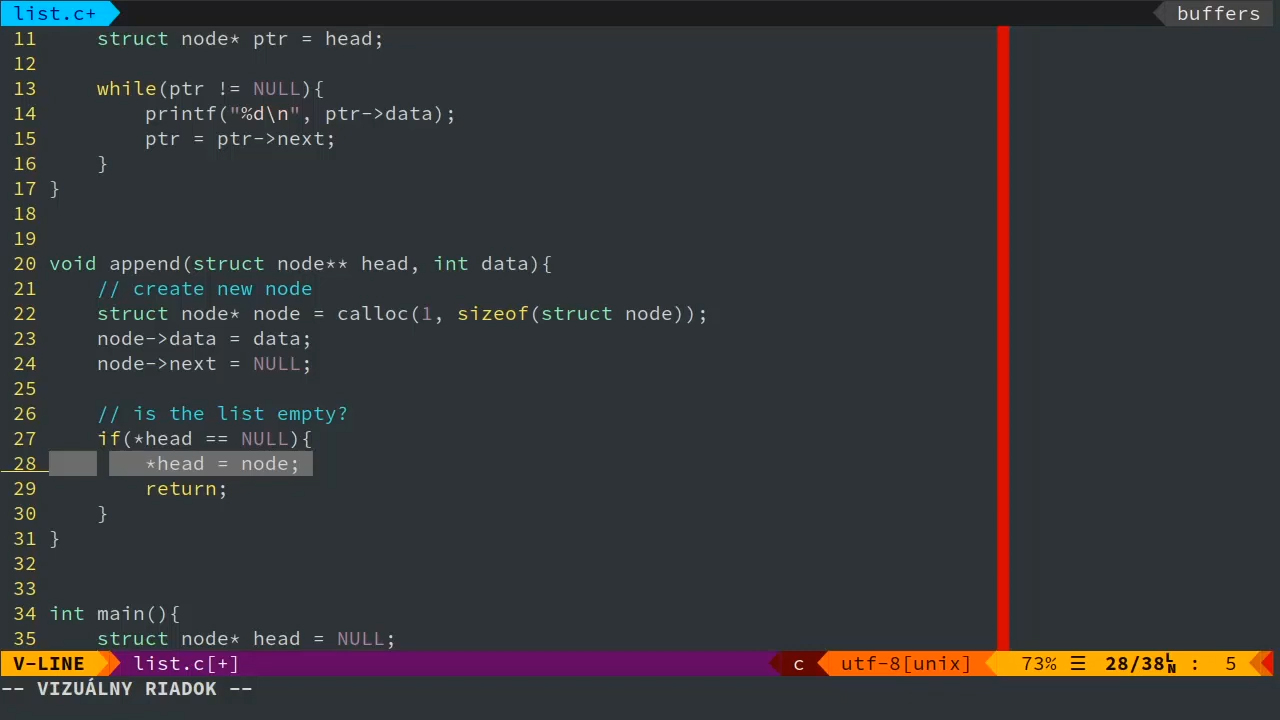 list.c+ buffers
11     struct node* ptr = head;
12
13     while(ptr != NULL){
14         printf("%d\n", ptr->data);
15         ptr = ptr->next;
16     }
17 }
18
19
20 void append(struct node** head, int data){
21     // create new node
22     struct node* node = calloc(1, sizeof(struct node));
23     node->data = data;
24     node->next = NULL;
25
26     // is the list empty?
27     if(*head == NULL){
28         *head = node;
29         return;
30     }
31 }
32
33
34 int main(){
35     struct node* head = NULL;
V-LINE list.c[+] c utf-8[unix] 73% ☰ 28/38␤ : 5
-- VIZUÁLNY RIADOK --